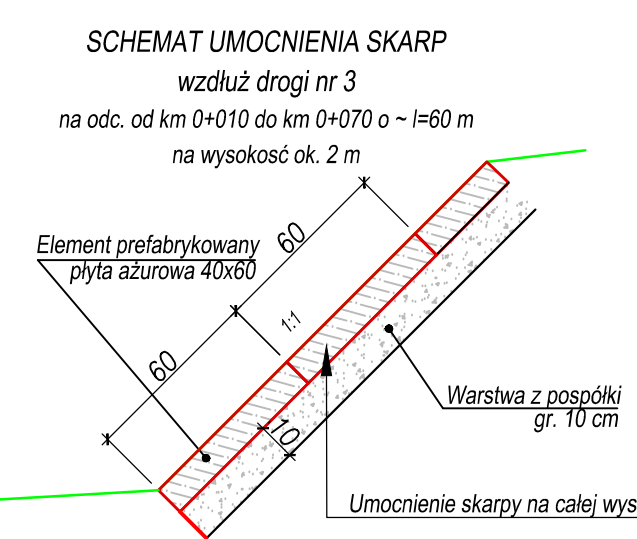 SCHEMAT UMOCNIENIA SKARP
wzdłuż drogi nr 3
na odc. od km 0+010 do km 0+070 o ~ l=60 m
na wysokosć ok. 2 m
60
Element prefabrykowany
płyta ażurowa 40x60
1:1
60
Warstwa z pospółki
gr. 10 cm
10
Umocnienie skarpy na całej wys